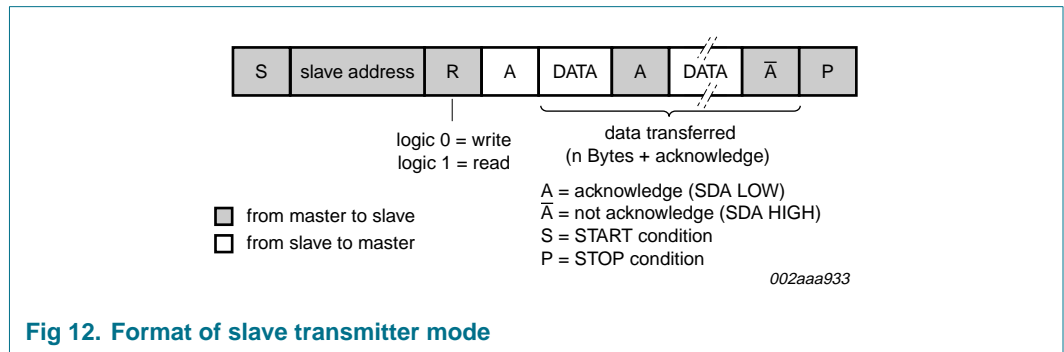 S slave address R A DATA A DATA A̅ P
logic 0 = write
logic 1 = read
data transferred
(n Bytes + acknowledge)
A = acknowledge (SDA LOW)
A̅ = not acknowledge (SDA HIGH)
S = START condition
P = STOP condition
from master to slave
from slave to master
002aaa933
Fig 12. Format of slave transmitter mode